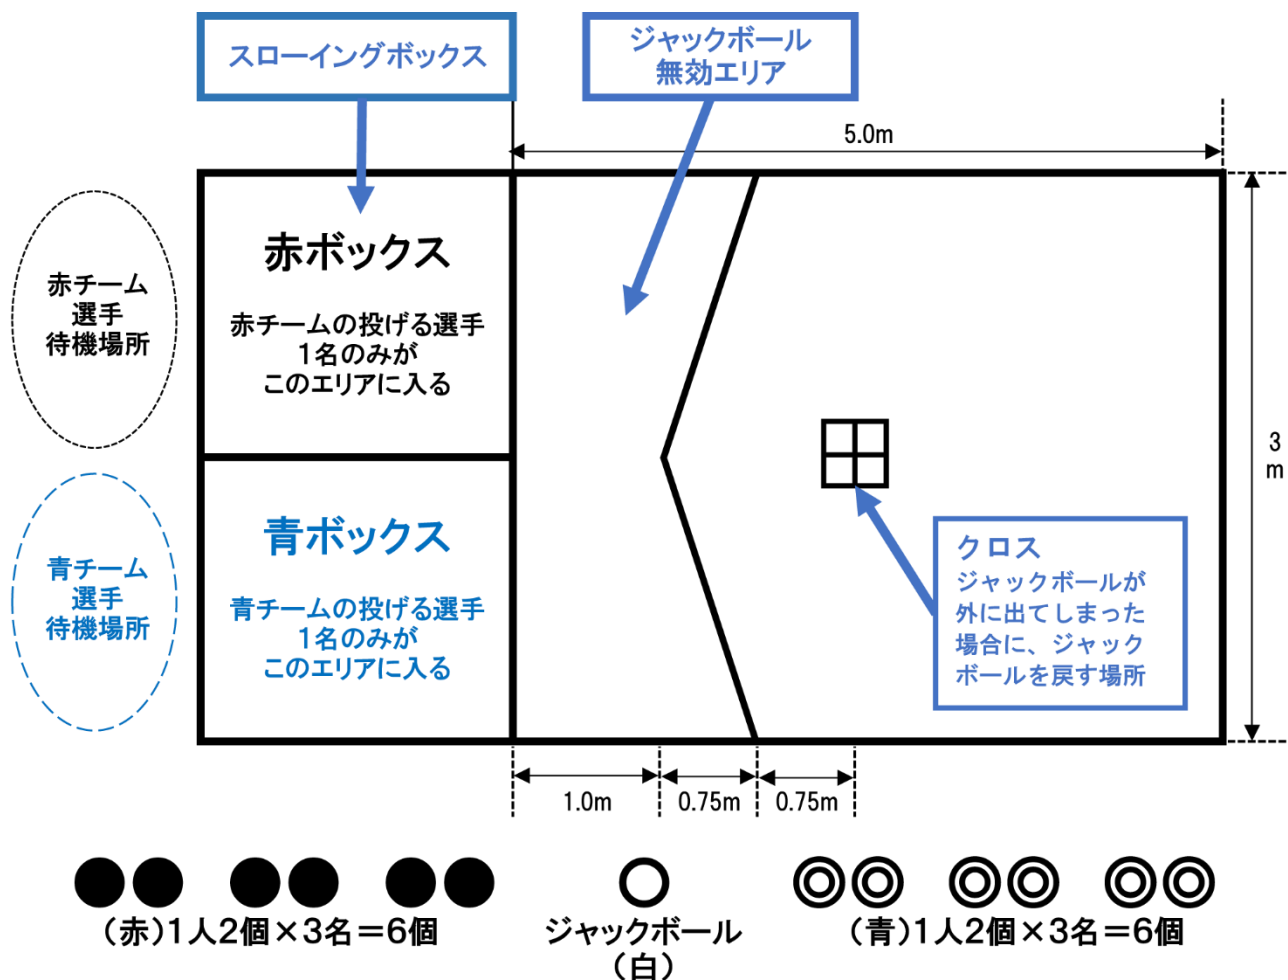 スローイングボックス
ジャックボール
無効エリア
5.0m
赤ボックス
赤チームの投げる選手
1名のみが
このエリアに入る
赤チーム
選手
待機場所
3
m
青ボックス
青チームの投げる選手
1名のみが
このエリアに入る
青チーム
選手
待機場所
クロス
ジャックボールが
外に出てしまった
場合に、ジャック
ボールを戻す場所
1.0m
0.75m
0.75m
(赤)1人2個×3名=6個
ジャックボール
(白)
(青)1人2個×3名=6個